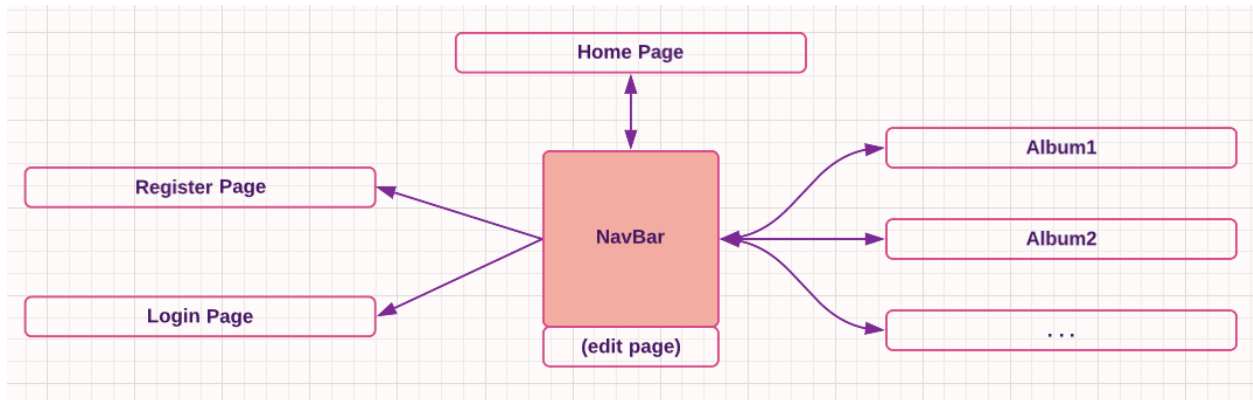 Home Page
Album1
Register Page
NavBar
Album2
Login Page
(edit page)
. . .